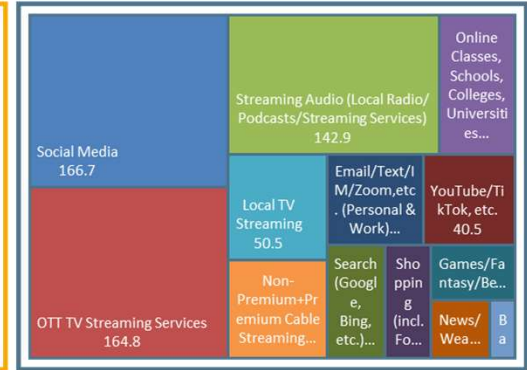 Social Media
166.7
OTT TV Streaming Services
164.8
Streaming Audio (Local Radio/
Podcasts/Streaming Services)
142.9
Online
Classes,
Schools,
Colleges,
Universiti
es...
Local TV
Streaming
50.5
Non-
Premium+Pr
emium Cable
Streaming...
Email/Text/I
M/Zoom,etc
. (Personal &
Work)...
YouTube/Ti
kTok, etc.
40.5
Search
(Googl
e,
Bing,
etc.)...
Sho
ppin
g
(incl.
Fo...
Games/Fa
ntasy/Be...
News/
Wea...
B
a